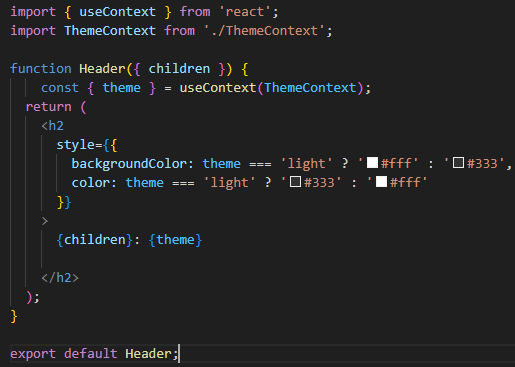 import { useContext } from 'react';
import ThemeContext from './ThemeContext';

function Header({ children }) {
    const { theme } = useContext(ThemeContext);
  return (
    <h2
      style={{
        backgroundColor: theme === 'light' ? '#fff' : '#333',
        color: theme === 'light' ? '#333' : '#fff'
      }}
    >
      {children}: {theme}

    </h2>
  );
}

export default Header;